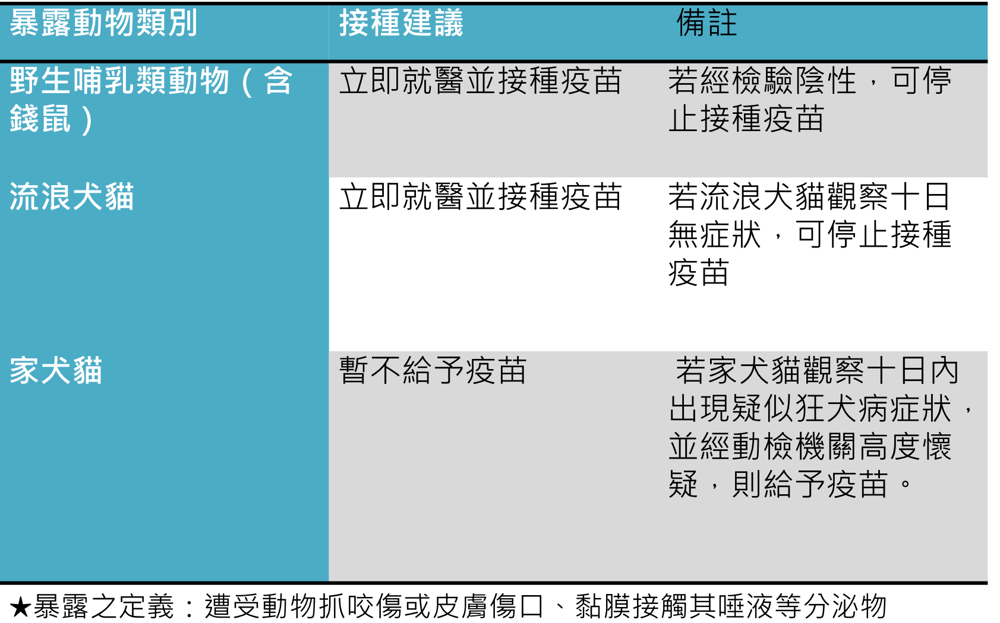 暴露動物類別 接種建議 備註
野生哺乳類動物（含 立即就醫並接種疫苗 若經檢驗陰性，可停
錢鼠） 止接種疫苗
流浪犬貓 立即就醫並接種疫苗 若流浪犬貓觀察十日
無症狀，可停止接種
疫苗
家犬貓 暫不給予疫苗 若家犬貓觀察十日內
出現疑似狂犬病症狀，
並經動檢機關高度懷
疑，則給予疫苗。
★暴露之定義：遭受動物抓咬傷或皮膚傷口、黏膜接觸其唾液等分泌物